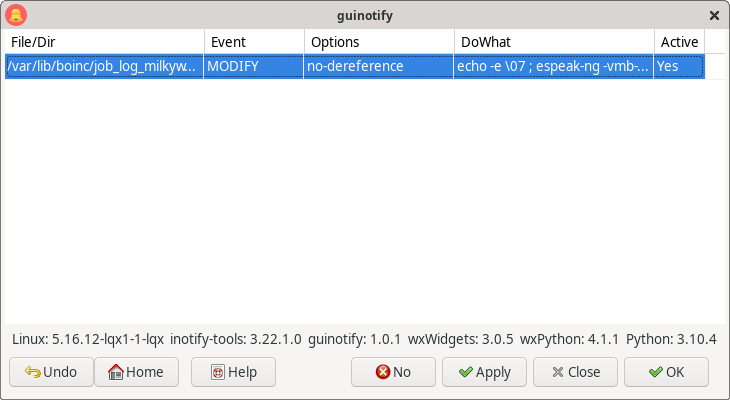 guinotify
File/Dir Event Options DoWhat Active
/var/lib/boinc/job_log_milkyw... MODIFY no-dereference echo -e \07 ; espeak-ng -vmb-... Yes
Linux: 5.16.12-lqx1-1-lqx inotify-tools: 3.22.1.0 guinotify: 1.0.1 wxWidgets: 3.0.5 wxPython: 4.1.1 Python: 3.10.4
Undo Home Help No Apply Close OK